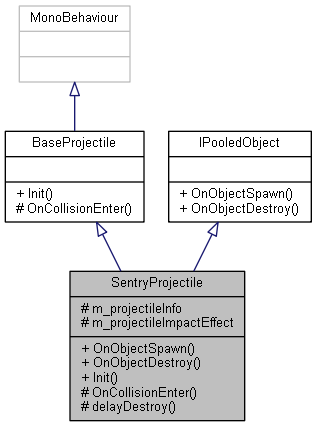 MonoBehaviour
BaseProjectile
+ Init()
# OnCollisionEnter()
IPooledObject
+ OnObjectSpawn()
+ OnObjectDestroy()
SentryProjectile
# m_projectileInfo
# m_projectileImpactEffect
+ OnObjectSpawn()
+ OnObjectDestroy()
+ Init()
# OnCollisionEnter()
# delayDestroy()